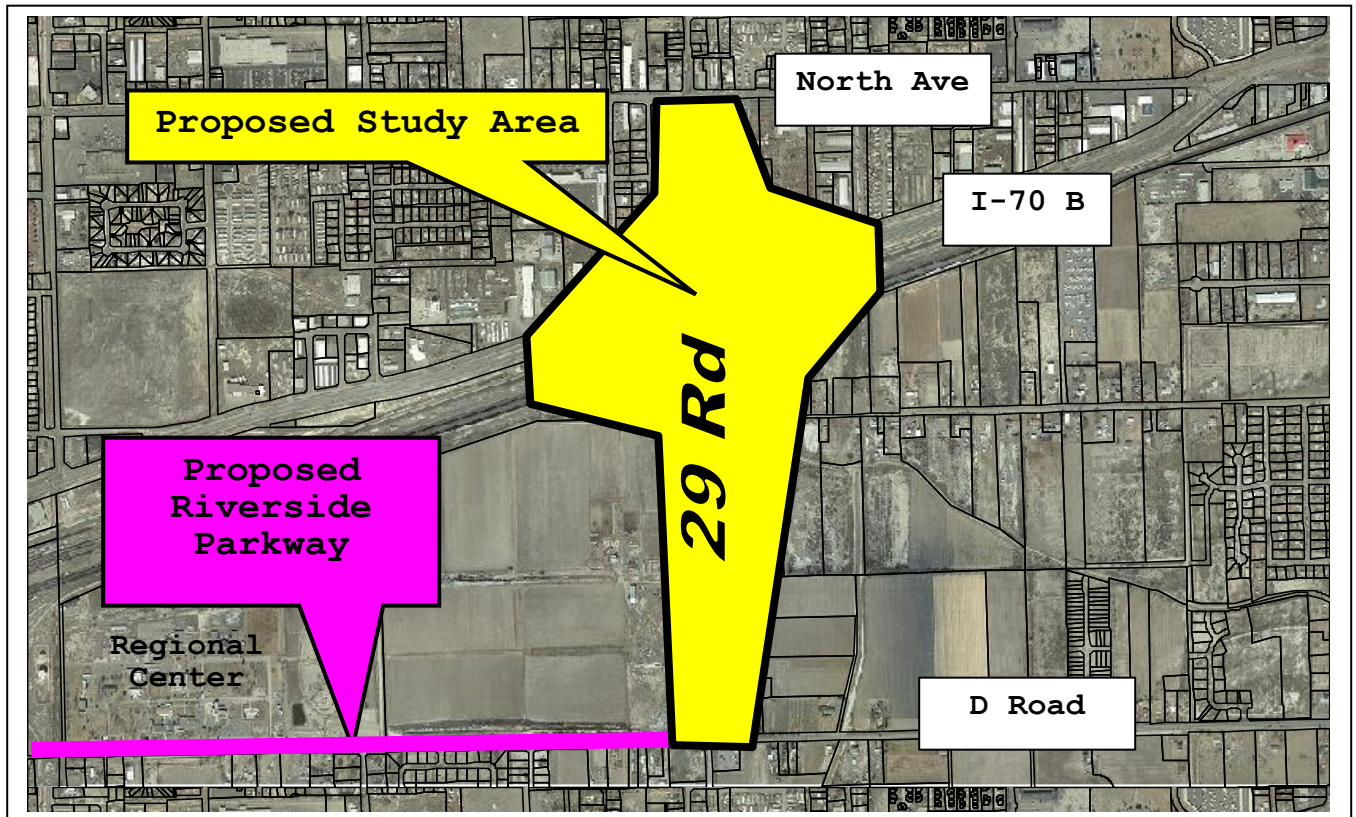 North Ave
Proposed Study Area
I-70 B
29 Rd
Proposed
Riverside
Parkway
Regional
Center
D Road